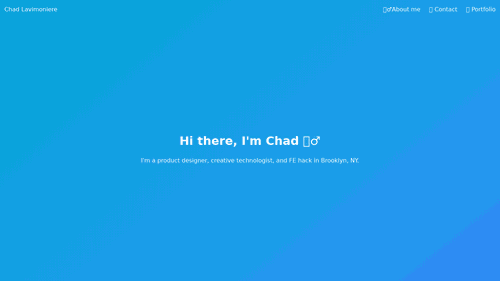 Chad Lavimoniere
♂About me
Contact
Portfolio
Hi there, I'm Chad ♂
I'm a product designer, creative technologist, and FE hack in Brooklyn, NY.